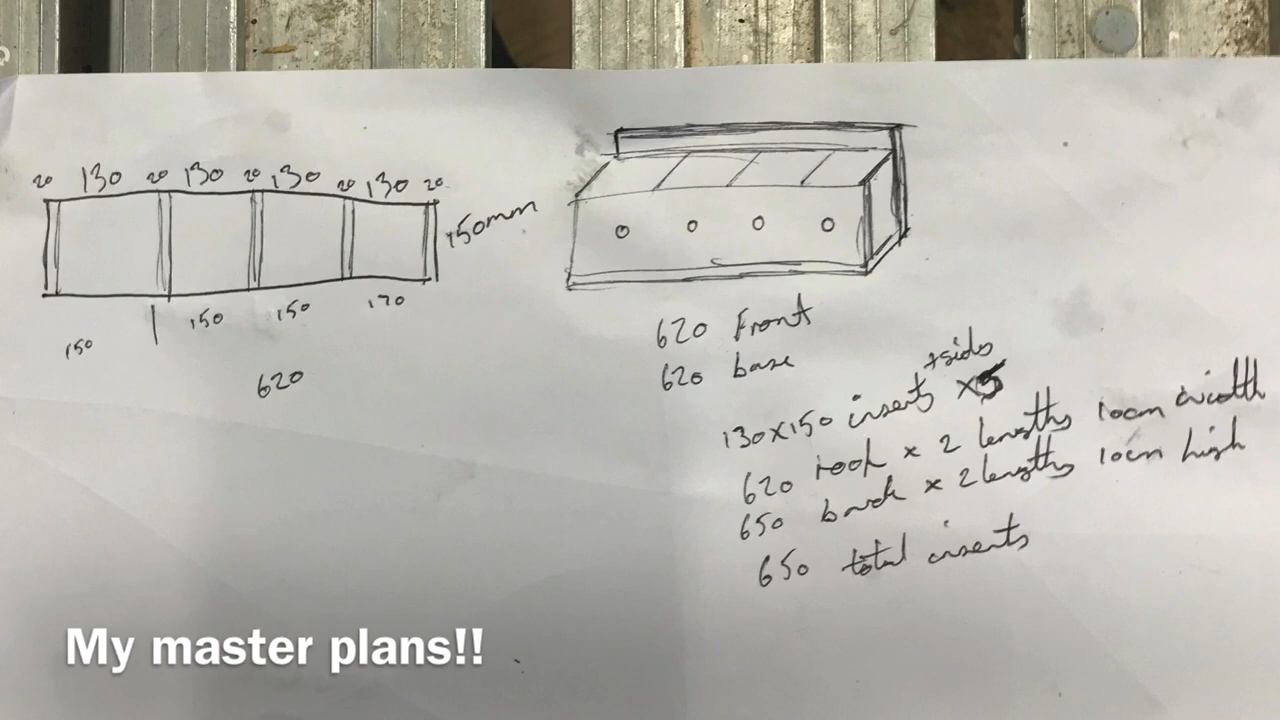 20 130 20 130 20 130 20 130 20
150mm
150 150 150 170
620
620 Front
620 base
130x150 inserts + sides x5
620 roof x 2 lengths 10cm width
650 back x 2 lengths 10cm high
650 total inserts
My master plans!!